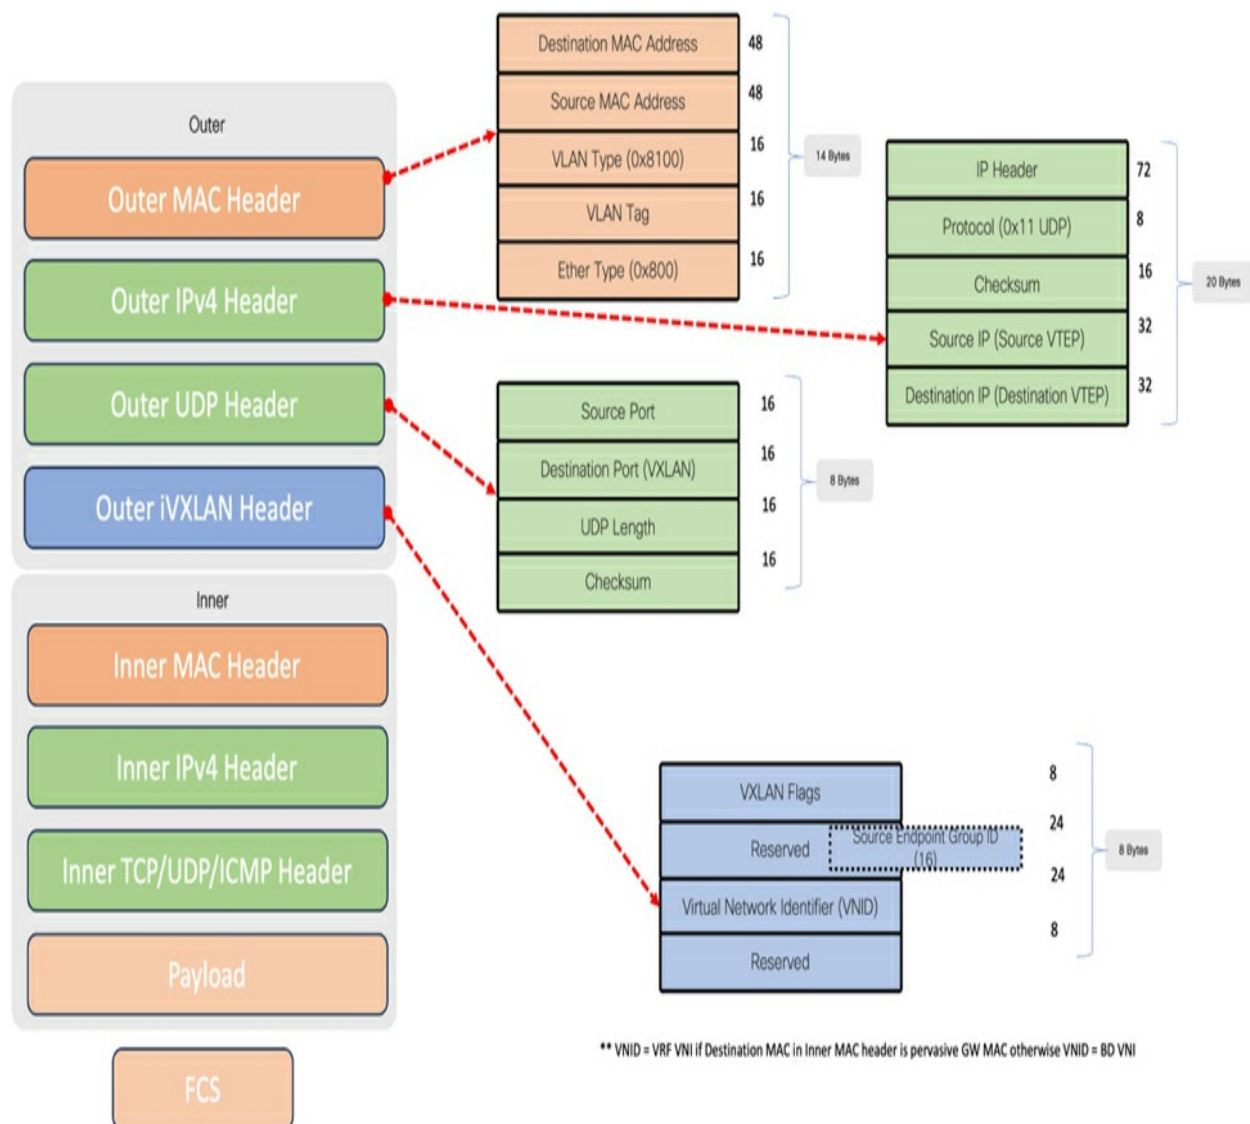 Outer
Outer MAC Header
Outer IPv4 Header
Outer UDP Header
Outer iVXLAN Header
Inner
Inner MAC Header
Inner IPv4 Header
Inner TCP/UDP/ICMP Header
Payload
FCS
Destination MAC Address
48
Source MAC Address
48
VLAN Type (0x8100)
16
VLAN Tag
16
Ether Type (0x800)
16
14 Bytes
IP Header
72
Protocol (0x11 UDP)
8
Checksum
16
Source IP (Source VTEP)
32
Destination IP (Destination VTEP)
32
20 Bytes
Source Port
16
Destination Port (VXLAN)
16
UDP Length
16
Checksum
16
8 Bytes
VXLAN Flags
8
Reserved
Source Endpoint Group ID
(16)
24
Virtual Network Identifier (VNID)
24
Reserved
8
8 Bytes
** VNID = VRF VNI if Destination MAC in Inner MAC header is pervasive GW MAC otherwise VNID = BD VNI